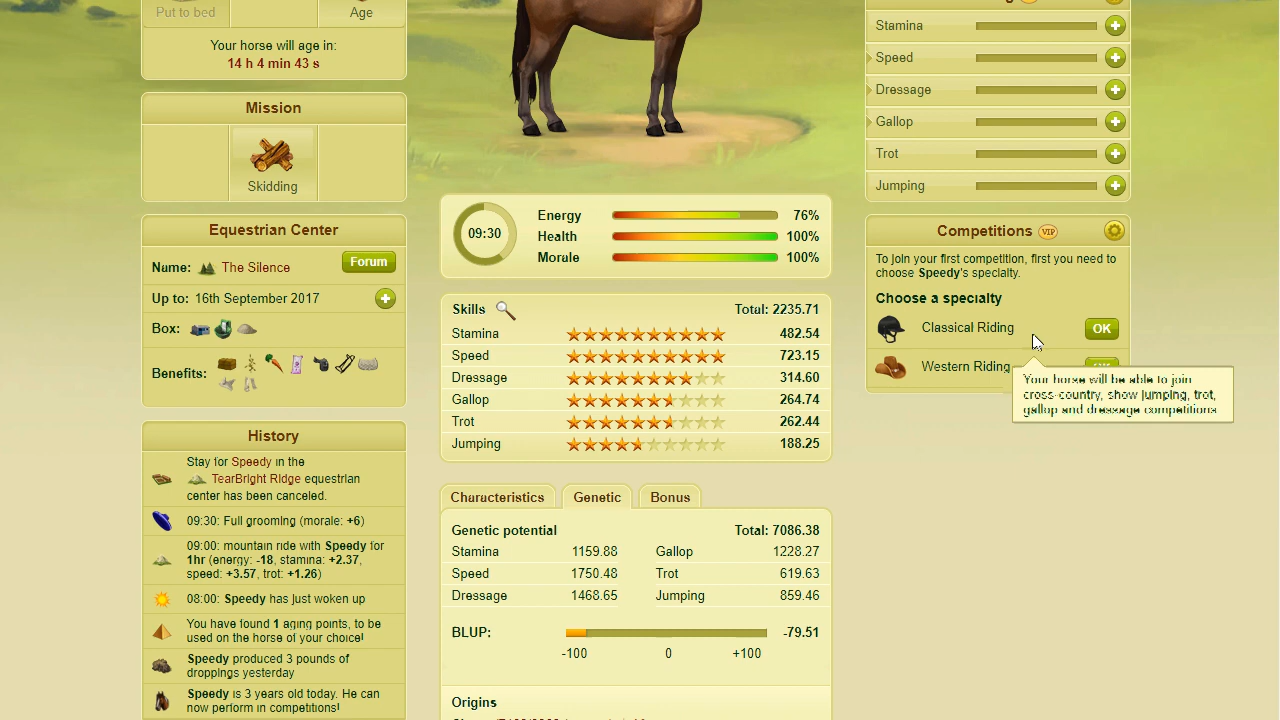 Put to bed
Age
Your horse will age in:
14 h 4 min 43 s
Mission
Skidding
Equestrian Center
Name: The Silence
Forum
Up to: 16th September 2017
Box:
Benefits:
History
Stay for Speedy in the
TearBright Ridge equestrian
center has been canceled.
09:30: Full grooming (morale: +6)
09:00: mountain ride with Speedy for
1hr (energy: -18, stamina: +2.37,
speed: +3.57, trot: +1.26)
08:00: Speedy has just woken up
You have found 1 aging points, to be
used on the horse of your choice!
Speedy produced 3 pounds of
droppings yesterday
Speedy is 3 years old today. He can
now perform in competitions!
09:30
Energy 76%
Health 100%
Morale 100%
Skills Total: 2235.71
Stamina 482.54
Speed 723.15
Dressage 314.60
Gallop 264.74
Trot 262.44
Jumping 188.25
Characteristics Genetic Bonus
Genetic potential Total: 7086.38
Stamina 1159.88 Gallop 1228.27
Speed 1750.48 Trot 619.63
Dressage 1468.65 Jumping 859.46
BLUP: -79.51
-100 0 +100
Origins
Stamina
Speed
Dressage
Gallop
Trot
Jumping
Competitions VIP
To join your first competition, first you need to
choose Speedy's specialty.
Choose a specialty
Classical Riding OK
Western Riding
Your horse will be able to join
cross-country, show jumping, trot,
gallop and dressage competitions